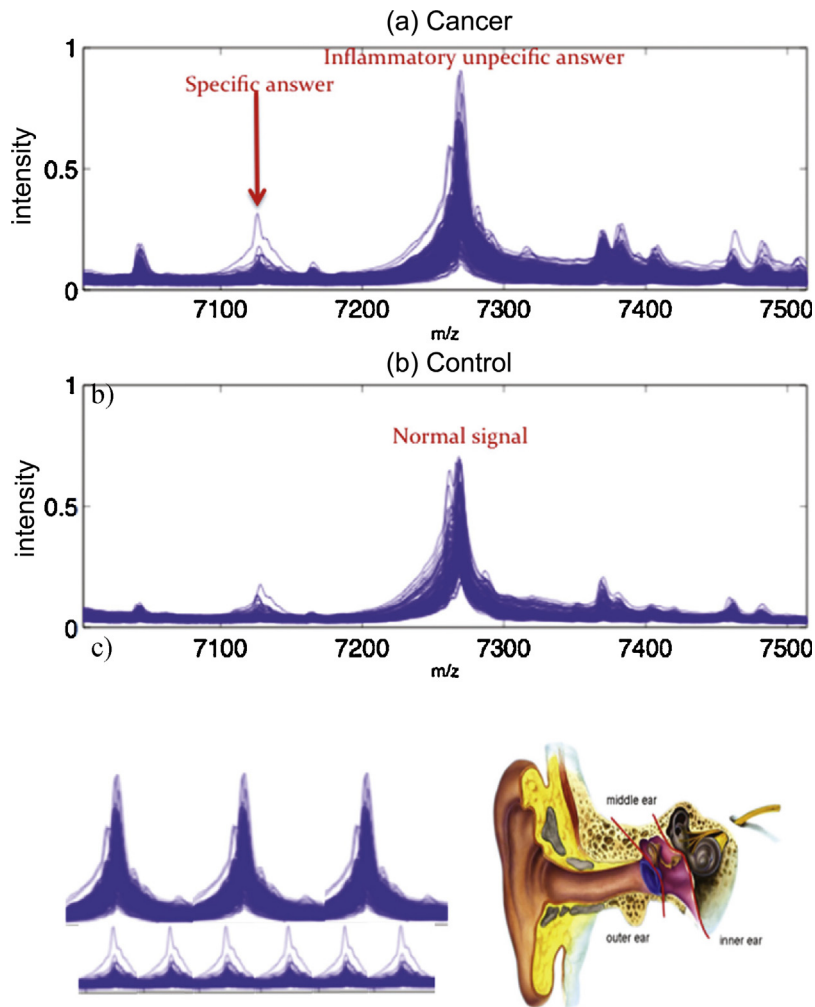 (a) Cancer
Inflammatory unpecific answer
Specific answer
intensity
1
0.5
0
7100
7200
7300
7400
7500
m/z
(b) Control
b)
Normal signal
intensity
1
0.5
0
7100
7200
7300
7400
7500
m/z
c)
middle ear
outer ear
inner ear